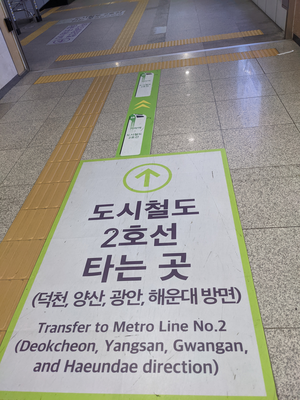 도시철도
2호선
타는 곳
(덕천, 양산, 광안, 해운대 방면)
Transfer to Metro Line No.2
(Deokcheon, Yangsan, Gwangan,
and Haeundae direction)